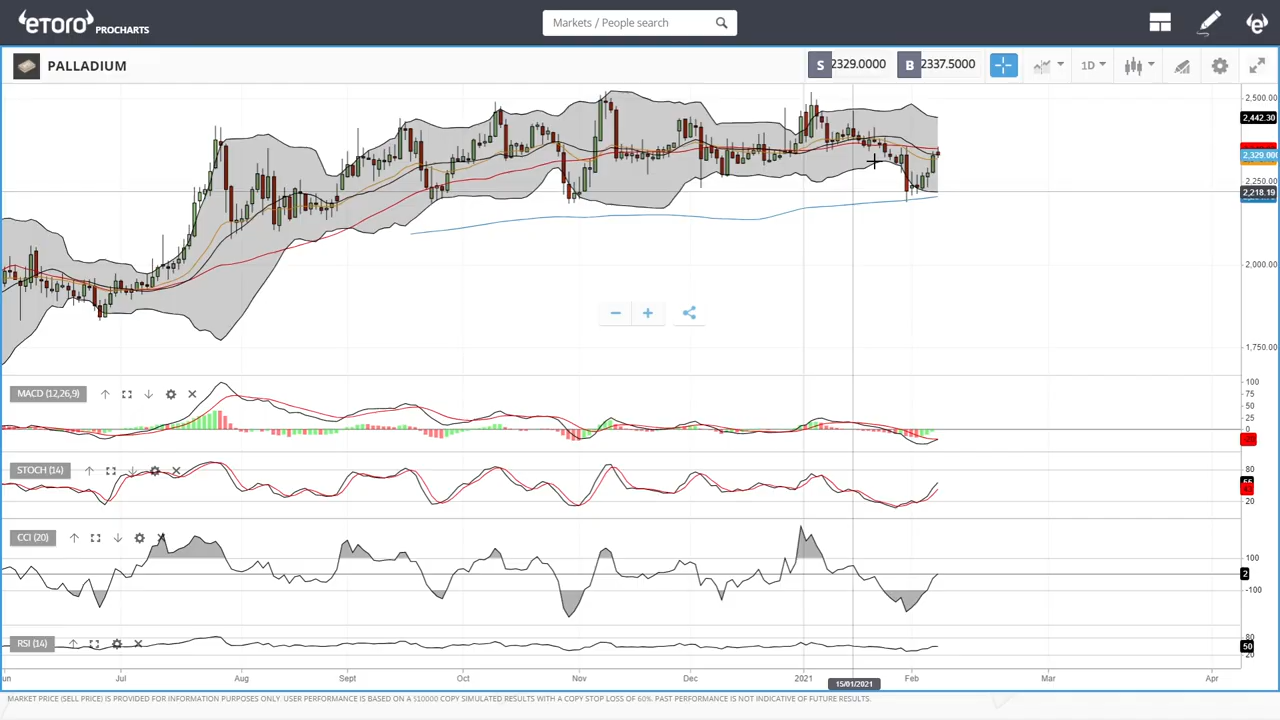 eToro PROCHARTS
Markets / People search
PALLADIUM
S 2329.0000 B 2337.5000
1D
2,500.00
2,442.30
2,329.000
2,250.00
2,218.19
2,000.00
1,750.00
MACD (12,26,9)
100
75
50
25
0
STOCH (14)
80
66
20
CCI (20)
100
2
-100
RSI (14)
80
50
20
Jul Aug Sept Oct Nov Dec 2021 Feb Mar Apr
15/01/2021
MARKET PRICE (SELL PRICE) IS PROVIDED FOR INFORMATION PURPOSES ONLY. USER PERFORMANCE IS BASED ON A $10000 COPY SIMULATED RESULTS WITH A COPY STOP LOSS OF 60%. PAST PERFORMANCE IS NOT INDICATIVE OF FUTURE RESULTS.